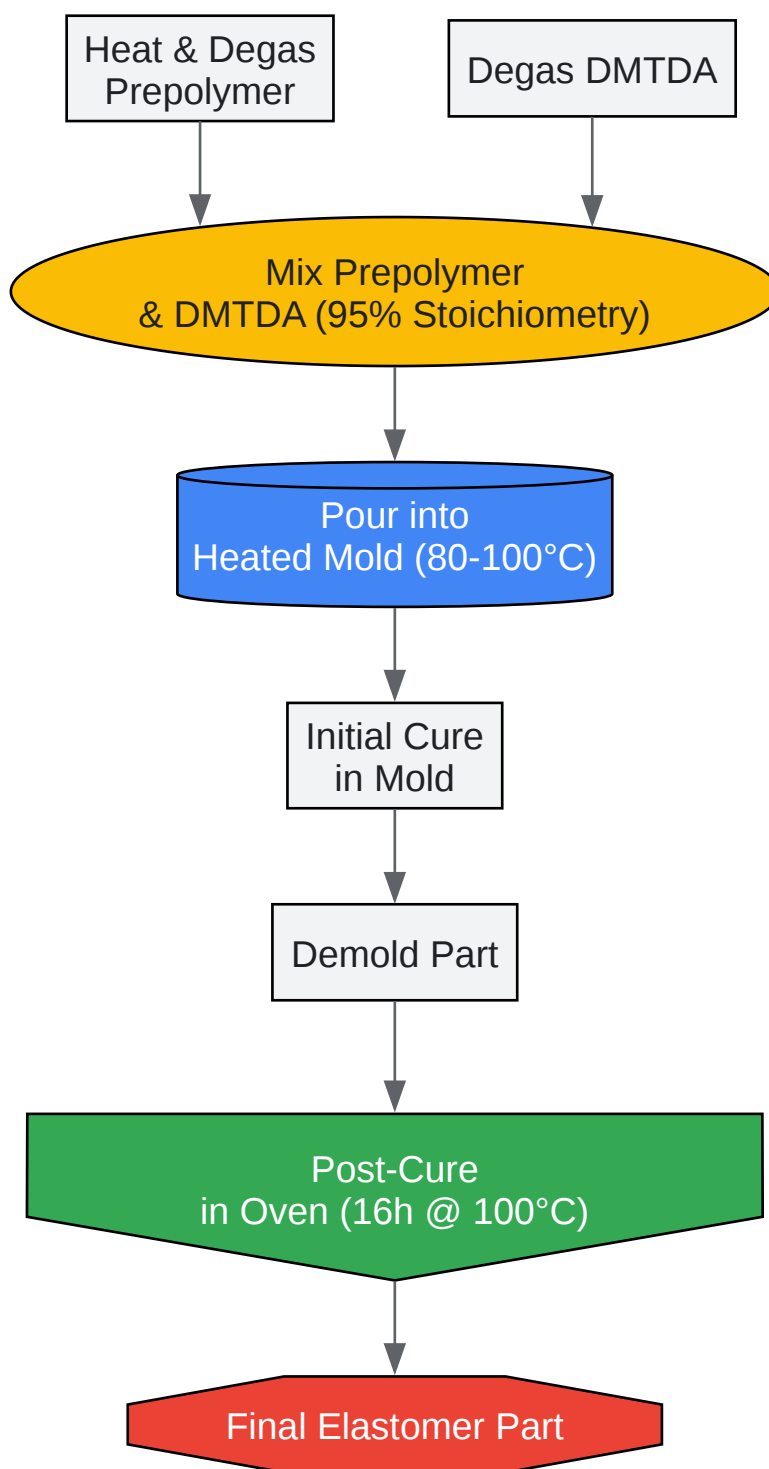 Heat & Degas
Prepolymer
Degas DMTDA
Mix Prepolymer
& DMTDA (95% Stoichiometry)
Pour into
Heated Mold (80-100°C)
Initial Cure
in Mold
Demold Part
Post-Cure
in Oven (16h @ 100°C)
Final Elastomer Part